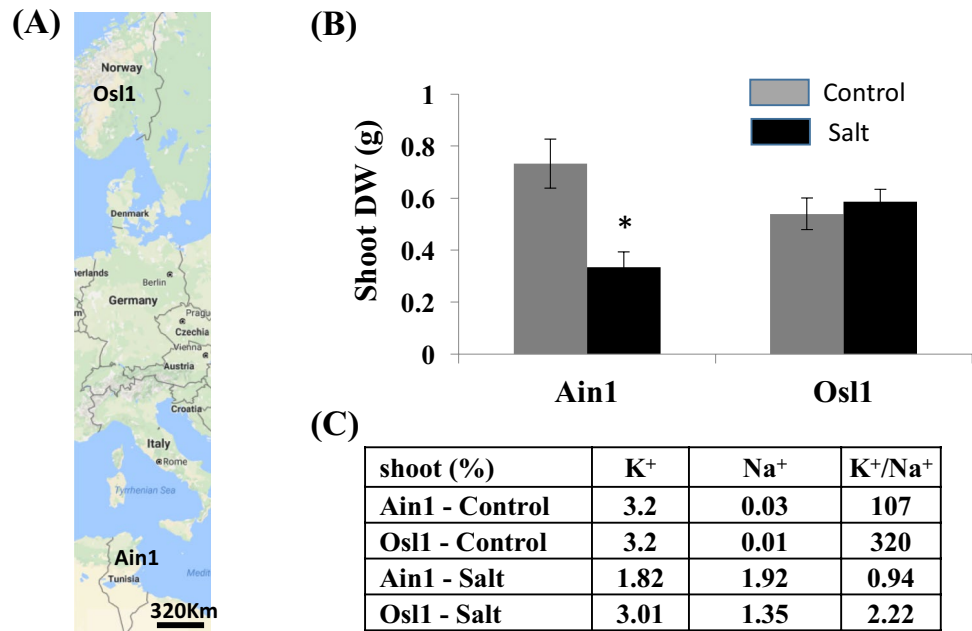 (A)
Norway
Osl1
Denmark
herlands
Berlin
Germany
Pragu
m
Czechia
Vienna
Austria
Croatia
Italy
Rome
Tyrrhenian Sea
Ain1
Tunisia
Medit
320Km
(B)
Control
Salt
Shoot DW (g)
1
0.8
0.6
0.4
0.2
0
*
Ain1 Osl1
(C)
shoot (%) K⁺ Na⁺ K⁺/Na⁺
Ain1 - Control 3.2 0.03 107
Osl1 - Control 3.2 0.01 320
Ain1 - Salt 1.82 1.92 0.94
Osl1 - Salt 3.01 1.35 2.22